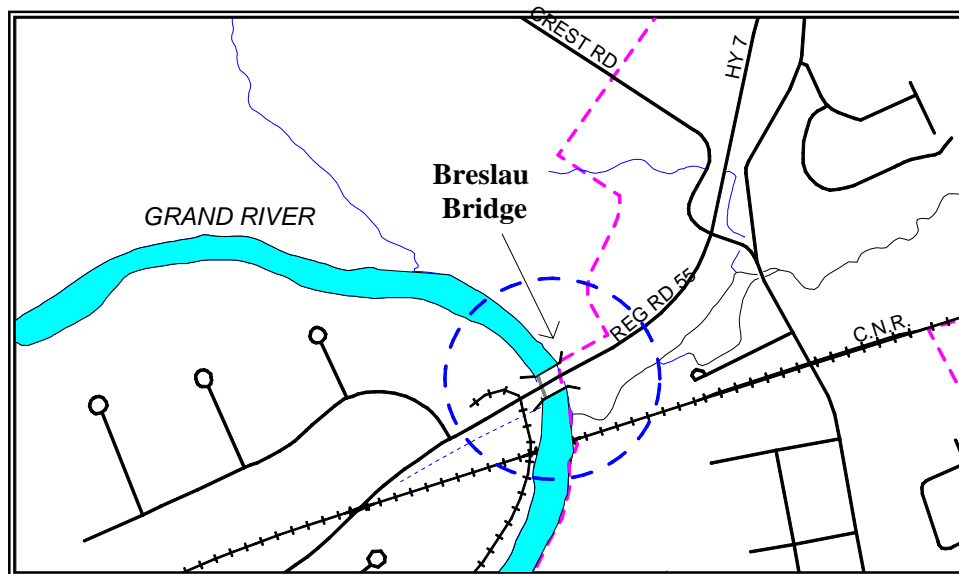 CREST RD
HY 7
Breslau
Bridge
GRAND RIVER
REG RD 55
C.N.R.